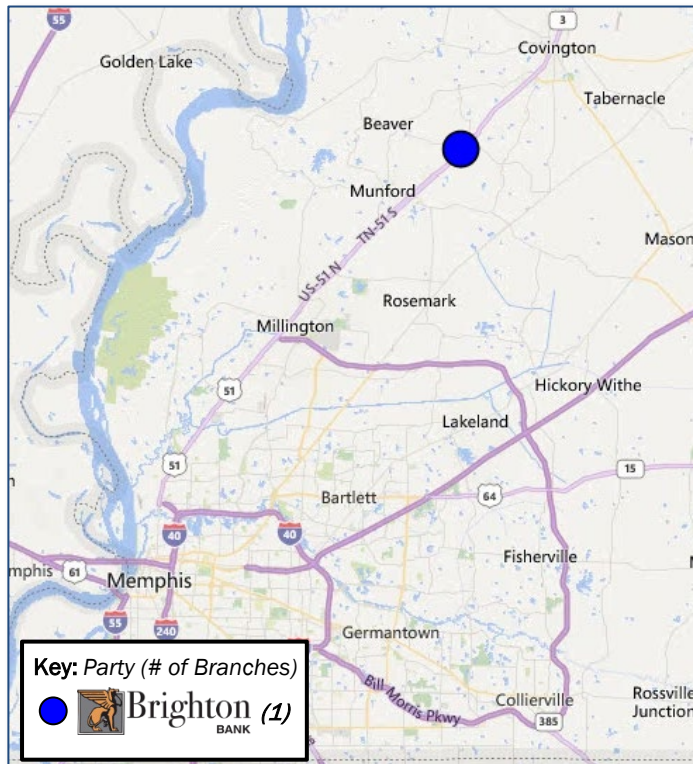 55
3
Covington
Golden Lake
Tabernacle
Beaver
Munford
TN-51 S
US-51 N
Mason
Rosemark
Millington
51
Hickory Withe
Lakeland
51
15
Bartlett
64
40
40
Fisherville
mphis
61
Memphis
55
240
Germantown
Key: Party (# of Branches)
Brighton (1)
BANK
Bill Morris Pkwy
Collierville
385
Rossville
Junction